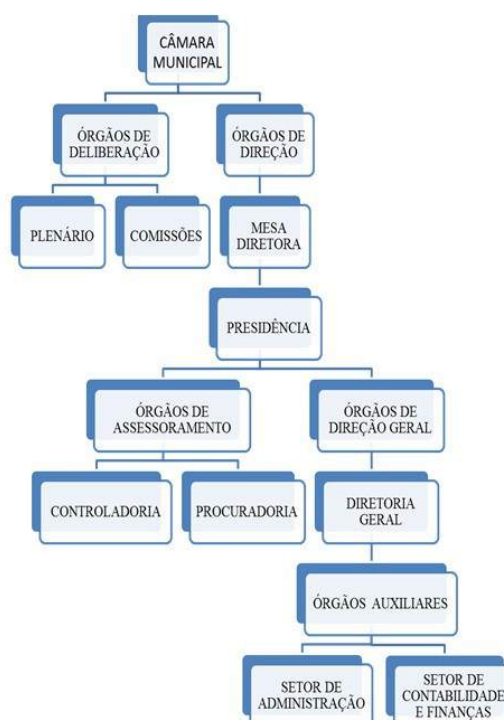 CÂMARA
MUNICIPAL
ÓRGÃOS DE
DELIBERAÇÃO
ÓRGÃOS DE
DIREÇÃO
PLENÁRIO
COMISSÕES
MESA
DIRETORA
PRESIDÊNCIA
ÓRGÃOS DE
ASSESSORAMENTO
ÓRGÃOS DE
DIREÇÃO GERAL
CONTROLADORIA
PROCURADORIA
DIRETORIA
GERAL
ÓRGÃOS AUXILIARES
SETOR DE
ADMINISTRAÇÃO
SETOR DE
CONTABILIDADE
E FINANÇAS